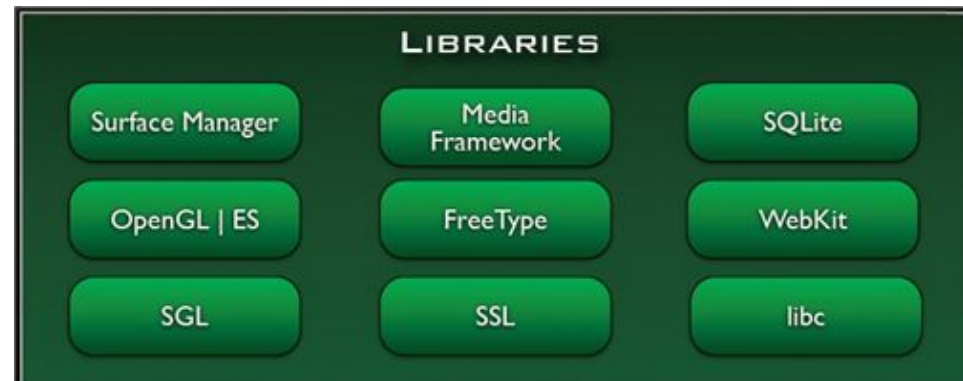 LIBRARIES
Surface Manager
Media
Framework
SQLite
OpenGL | ES
FreeType
WebKit
SGL
SSL
libc